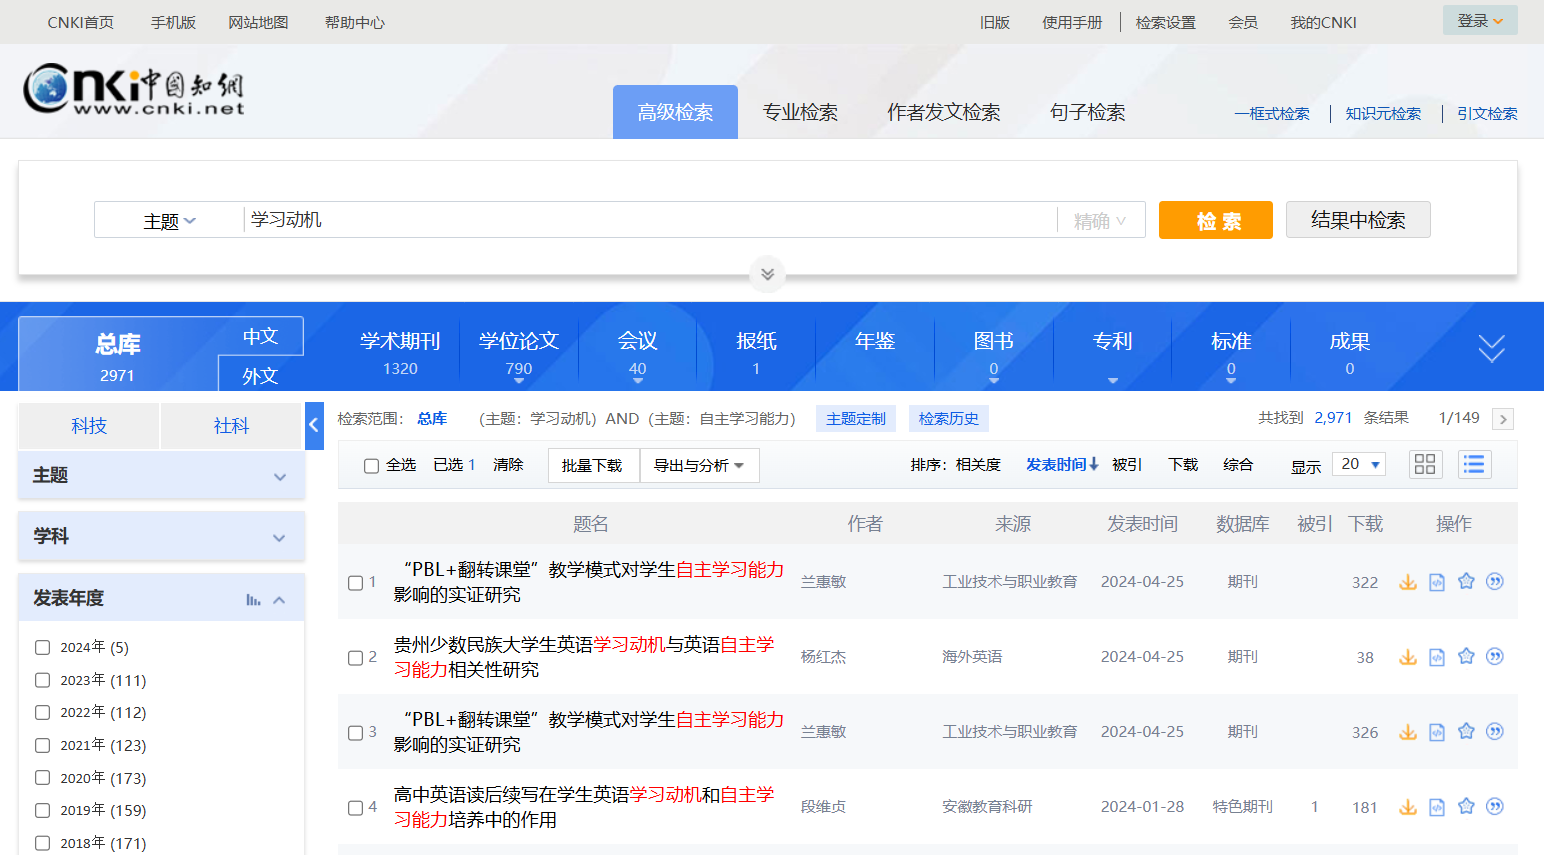 CNKI首页 手机版 网站地图 帮助中心 旧版 使用手册 检索设置 会员 我的CNKI 登录
Cnki中国知网
www.cnki.net
高级检索 专业检索 作者发文检索 句子检索 一框式检索 知识元检索 引文检索
主题 学习动机 精确 检索 结果中检索
总库 2971 中文 外文
学术期刊 学位论文 会议 报纸 年鉴 图书 专利 标准 成果
1320 790 40 1 0 0 0
科技 社科
检索范围： 总库 （主题：学习动机）AND（主题：自主学习能力） 主题定制 检索历史 共找到 2,971 条结果 1/149
全选 已选 1 清除 批量下载 导出与分析 排序： 相关度 发表时间 被引 下载 综合 显示 20
主题
学科
发表年度
2024年 (5)
2023年 (111)
2022年 (112)
2021年 (123)
2020年 (173)
2019年 (159)
2018年 (171)
题名 作者 来源 发表时间 数据库 被引 下载 操作
1 “PBL+翻转课堂”教学模式对学生自主学习能力
影响的实证研究 兰惠敏 工业技术与职业教育 2024-04-25 期刊 322
2 贵州少数民族大学生英语学习动机与英语自主学
习能力相关性研究 杨红杰 海外英语 2024-04-25 期刊 38
3 “PBL+翻转课堂”教学模式对学生自主学习能力
影响的实证研究 兰惠敏 工业技术与职业教育 2024-04-25 期刊 326
4 高中英语读后续写在学生英语学习动机和自主学
习能力培养中的作用 段维贞 安徽教育科研 2024-01-28 特色期刊 1 181